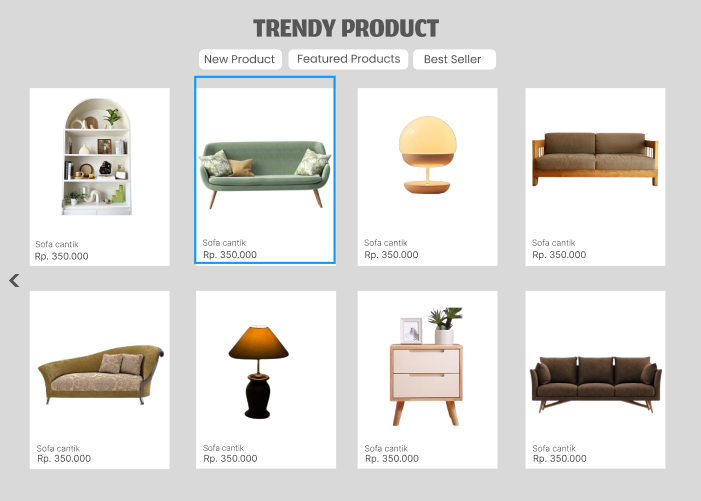 TRENDY PRODUCT
New Product
Featured Products
Best Seller
Sofa cantik
Rp. 350.000
Sofa cantik
Rp. 350.000
Sofa cantik
Rp. 350.000
Sofa cantik
Rp. 350.000
Sofa cantik
Rp. 350.000
Sofa cantik
Rp. 350.000
Sofa cantik
Rp. 350.000
Sofa cantik
Rp. 350.000